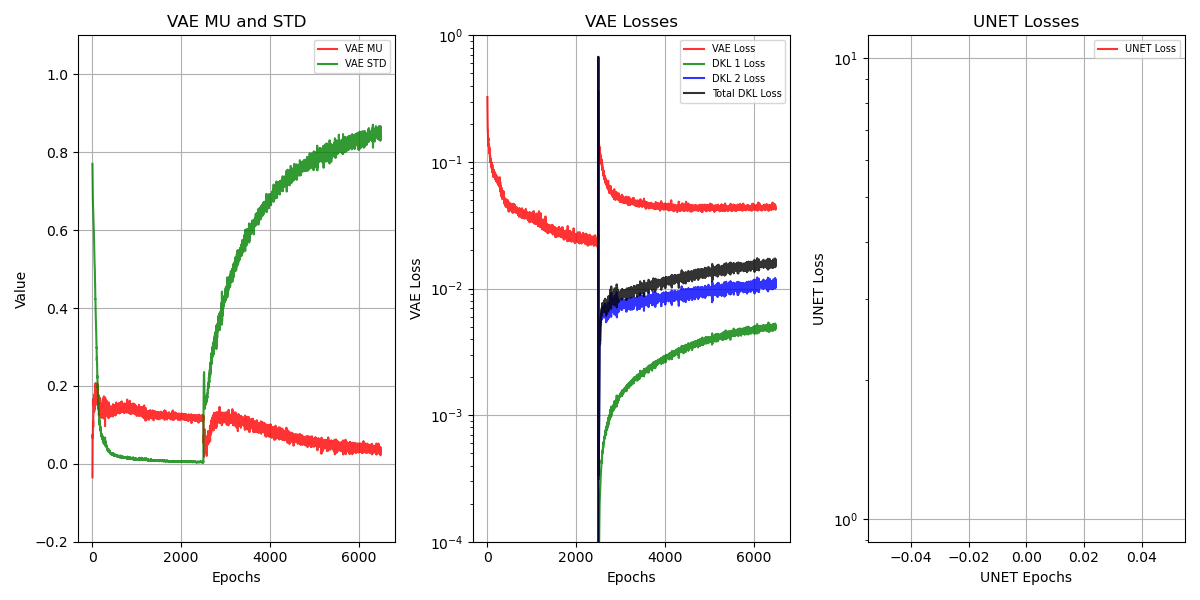 VAE MU and STD
VAE MU
VAE STD
1.0
0.8
0.6
0.4
0.2
0.0
−0.2
Value
0
2000
4000
6000
Epochs
VAE Losses
VAE Loss
DKL 1 Loss
DKL 2 Loss
Total DKL Loss
10⁰
10⁻¹
10⁻²
10⁻³
10⁻⁴
VAE Loss
0
2000
4000
6000
Epochs
UNET Losses
UNET Loss
10¹
10⁰
UNET Loss
−0.04
−0.02
0.00
0.02
0.04
UNET Epochs